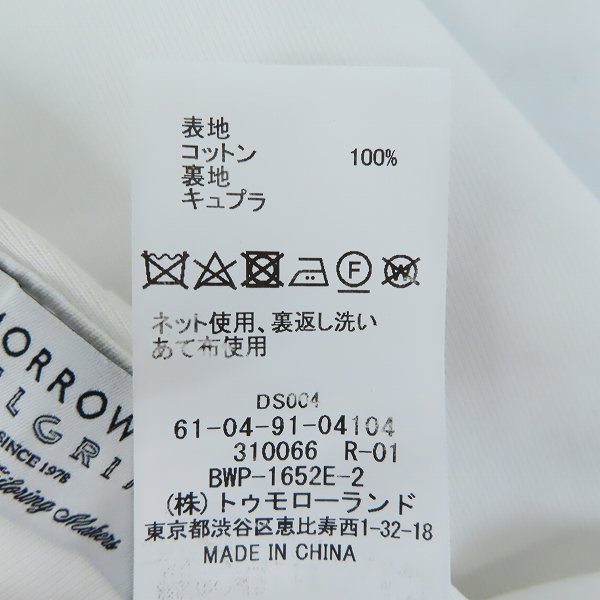 表地
コットン 100%
裏地
キュプラ
F W
ネット使用、裏返し洗い
あて布使用
DS004
61-04-91-04104
310066 R-01
BWP-1652E-2
(株)トゥモローランド
東京都渋谷区恵比寿西1-32-18
MADE IN CHINA
MORROW
LGRI
SINCE 1978
Tailoring Makers